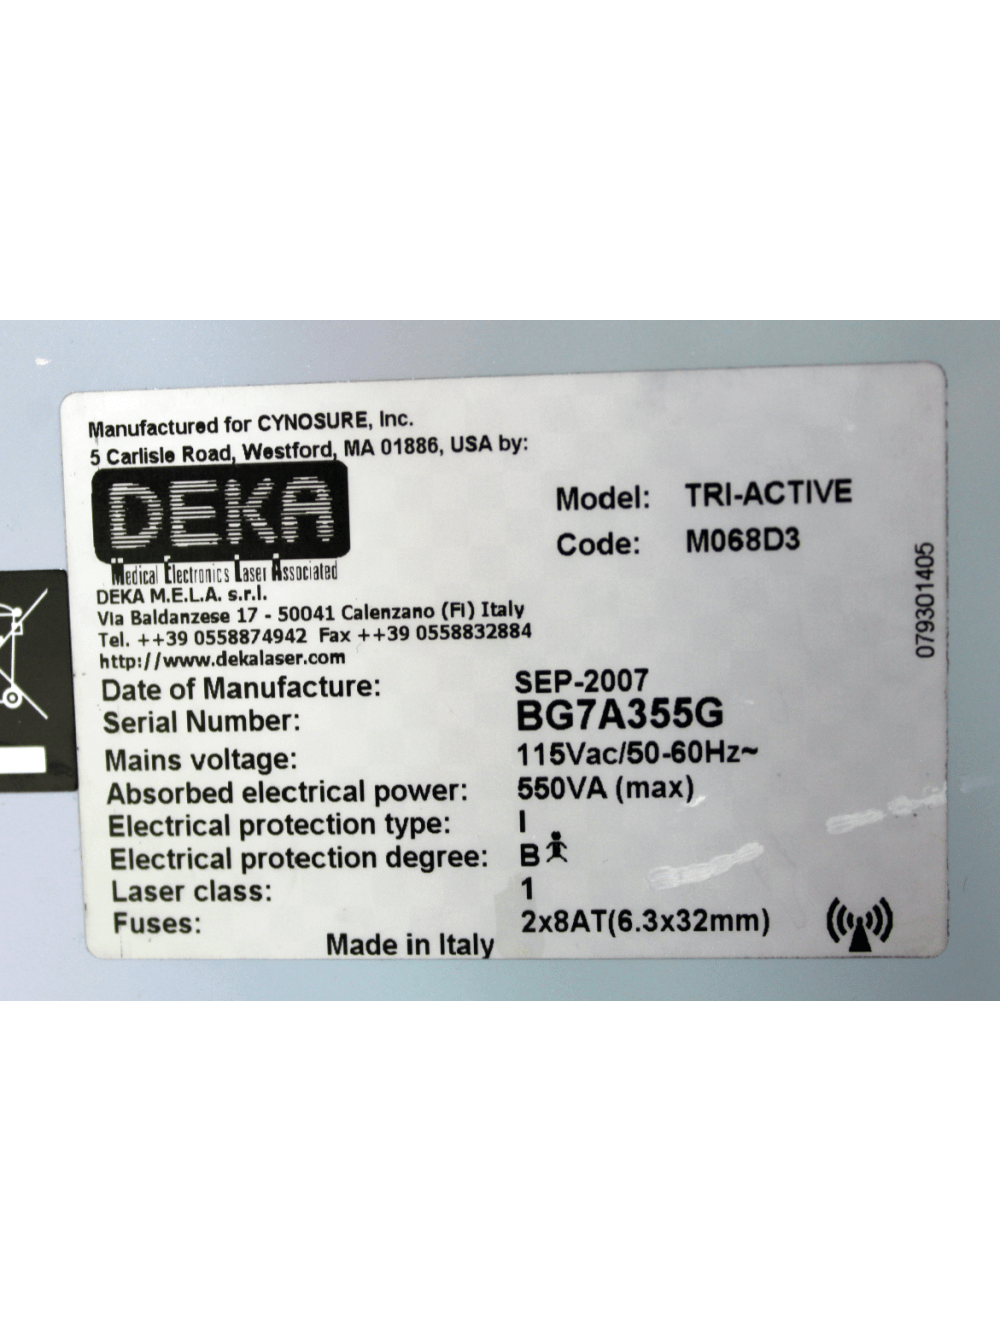 Manufactured for CYNOSURE, Inc.
5 Carlisle Road, Westford, MA 01886, USA by:
DEKA
Medical Electronics Laser Associated
DEKA M.E.L.A. s.r.l.
Via Baldanzese 17 - 50041 Calenzano (FI) Italy
Tel. ++39 0558874942 Fax ++39 0558832884
http://www.dekalaser.com
Model: TRI-ACTIVE
Code: M068D3
079301405
Date of Manufacture: SEP-2007
Serial Number: BG7A355G
Mains voltage: 115Vac/50-60Hz~
Absorbed electrical power: 550VA (max)
Electrical protection type: I
Electrical protection degree: B
Laser class: 1
Fuses: 2x8AT(6.3x32mm)
Made in Italy